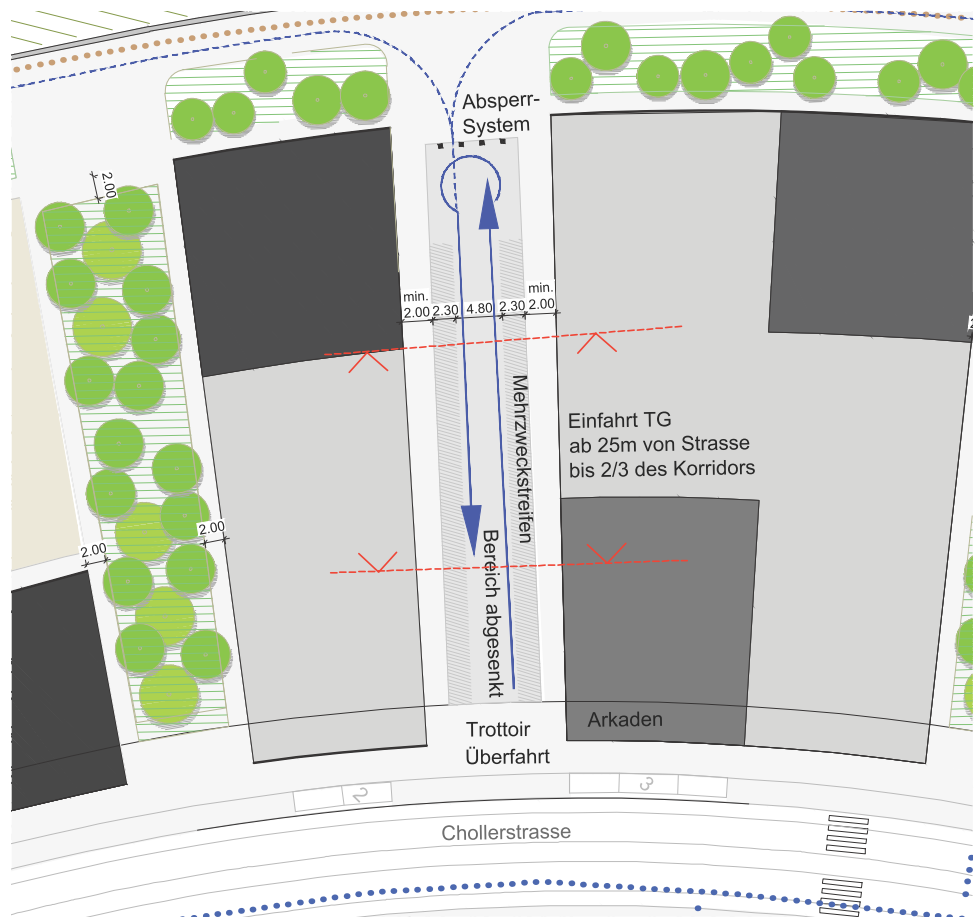 Absperr-
System
2.00
min.
min.
2.00 2.30 4.80 2.30 2.00
Mehrzweckstreifen
Einfahrt TG
ab 25m von Strasse
bis 2/3 des Korridors
2.00
2.00
Bereich abgesenkt
Trottoir
Überfahrt
Arkaden
2
3
Chollerstrasse